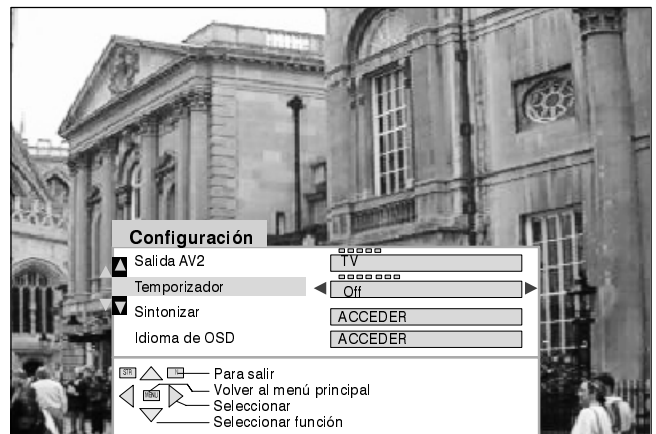 Configuración
Salida AV2 TV
Temporizador Off
Sintonizar ACCEDER
Idioma de OSD ACCEDER
STR Para salir
MENU Volver al menú principal
Seleccionar
Seleccionar función